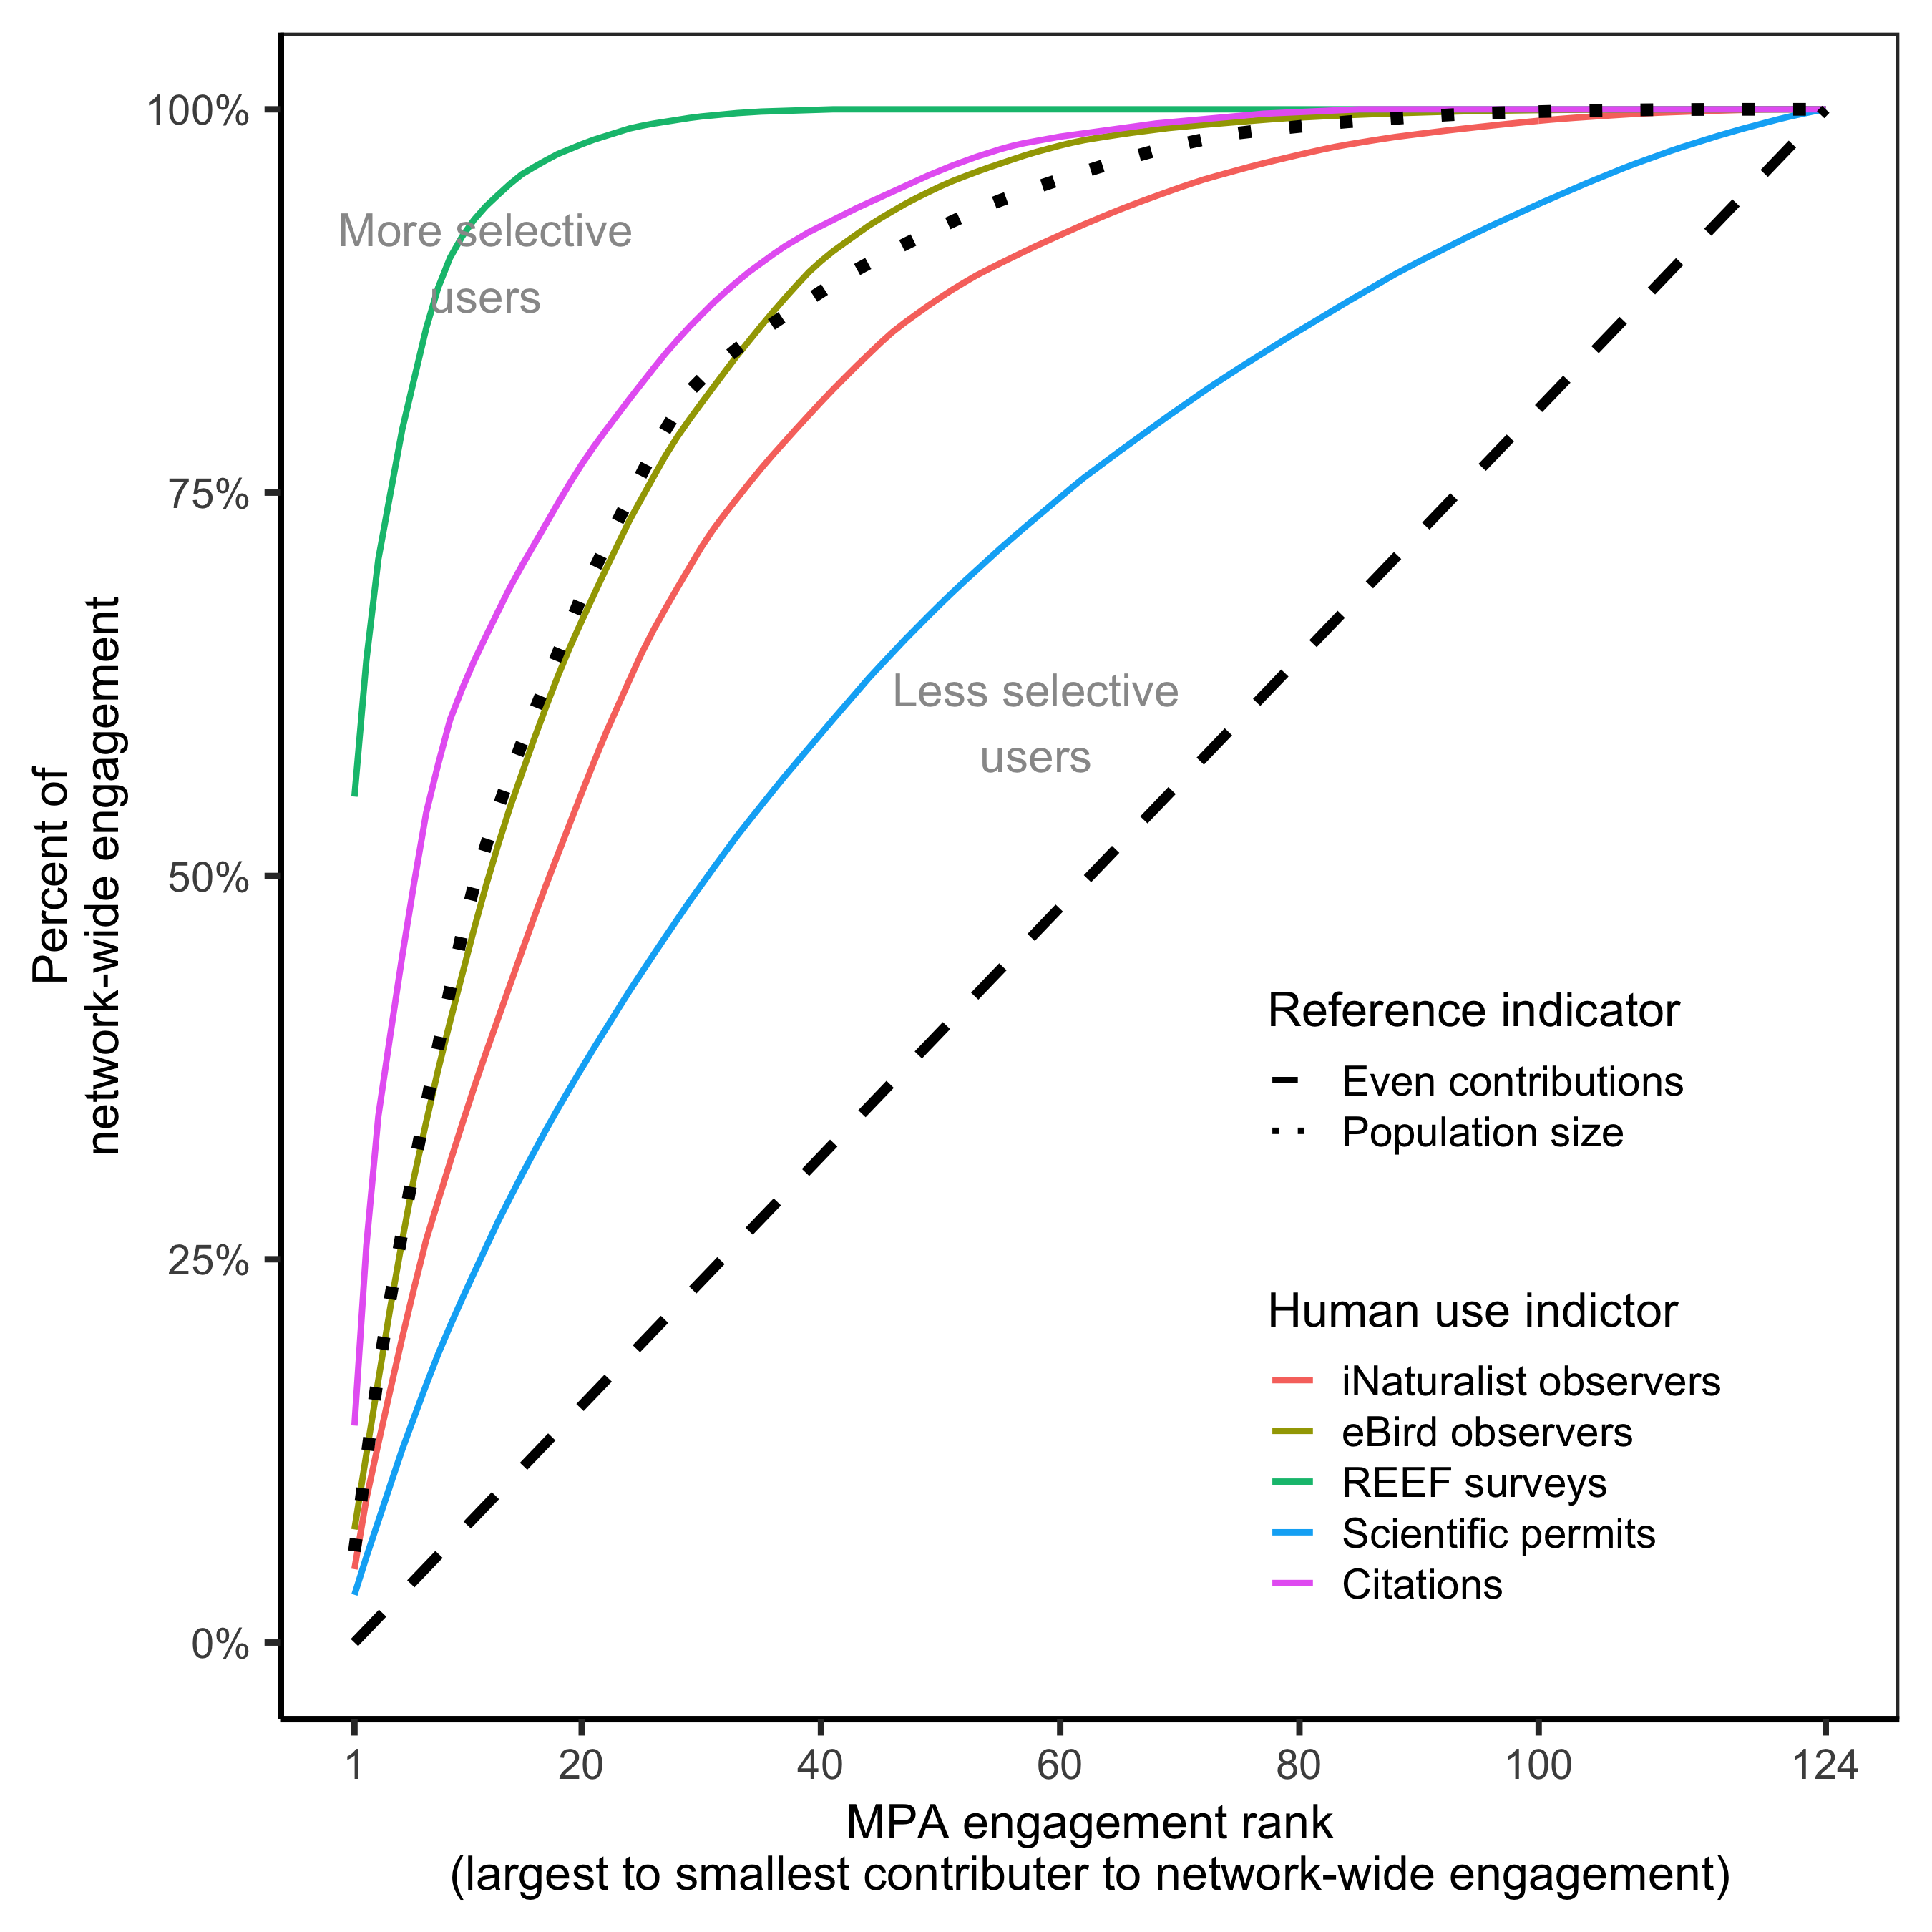 100%
75%
50%
25%
0%
Percent of
network-wide engagement
More selective
users
Less selective
users
Reference indicator
Even contributions
Population size
Human use indictor
iNaturalist observers
eBird observers
REEF surveys
Scientific permits
Citations
1 20 40 60 80 100 124
MPA engagement rank
(largest to smallest contributer to network-wide engagement)